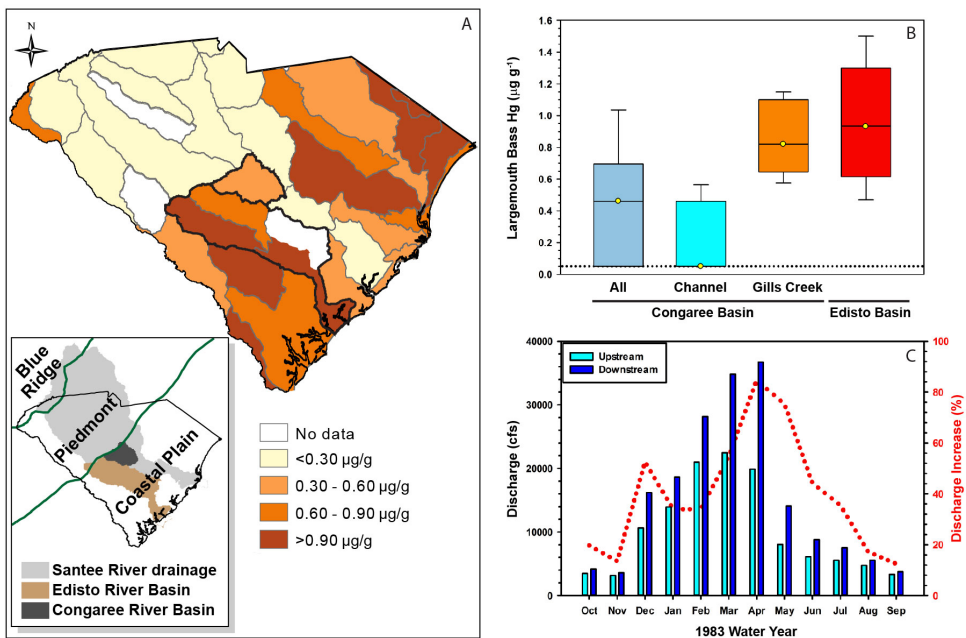 A
N
No data
<0.30 µg/g
0.30 - 0.60 µg/g
0.60 - 0.90 µg/g
>0.90 µg/g
Blue
Ridge
Piedmont
Coastal Plain
Santee River drainage
Edisto River Basin
Congaree River Basin
B
Largemouth Bass Hg (µg g⁻¹)
1.6
1.4
1.2
1.0
0.8
0.6
0.4
0.2
0.0
All Channel Gills Creek
Congaree Basin Edisto Basin
C
Upstream
Downstream
Discharge (cfs)
40000
30000
20000
10000
0
Discharge Increase (%)
100
80
60
40
20
0
Oct Nov Dec Jan Feb Mar Apr May Jun Jul Aug Sep
1983 Water Year